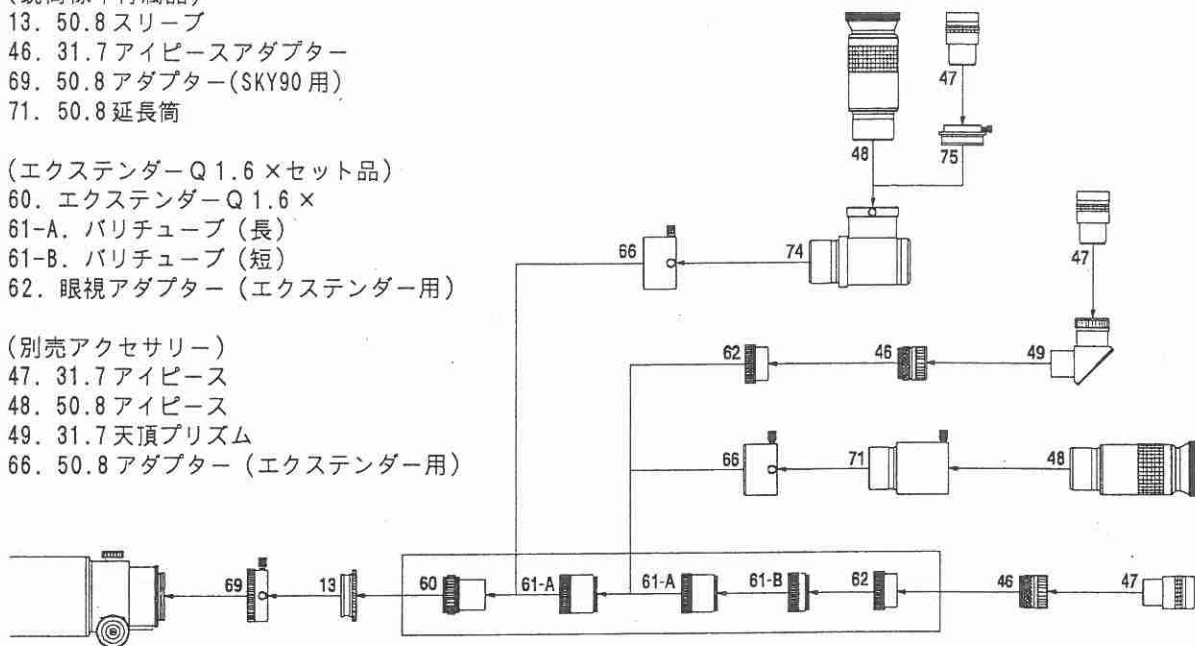 13. 50.8スリーブ
46. 31.7アイピースアダプター
69. 50.8アダプター(SKY90用)
71. 50.8延長筒
(エクステンダーQ 1.6×セット品)
60. エクステンダーQ 1.6×
61-A. バリチューブ (長)
61-B. バリチューブ (短)
62. 眼視アダプター (エクステンダー用)
(別売アクセサリー)
47. 31.7アイピース
48. 50.8アイピース
49. 31.7天頂プリズム
66. 50.8アダプター (エクステンダー用)
47
48
75
66
74
47
62
46
49
66
71
48
69
13
60
61-A
61-A
61-B
62
46
47